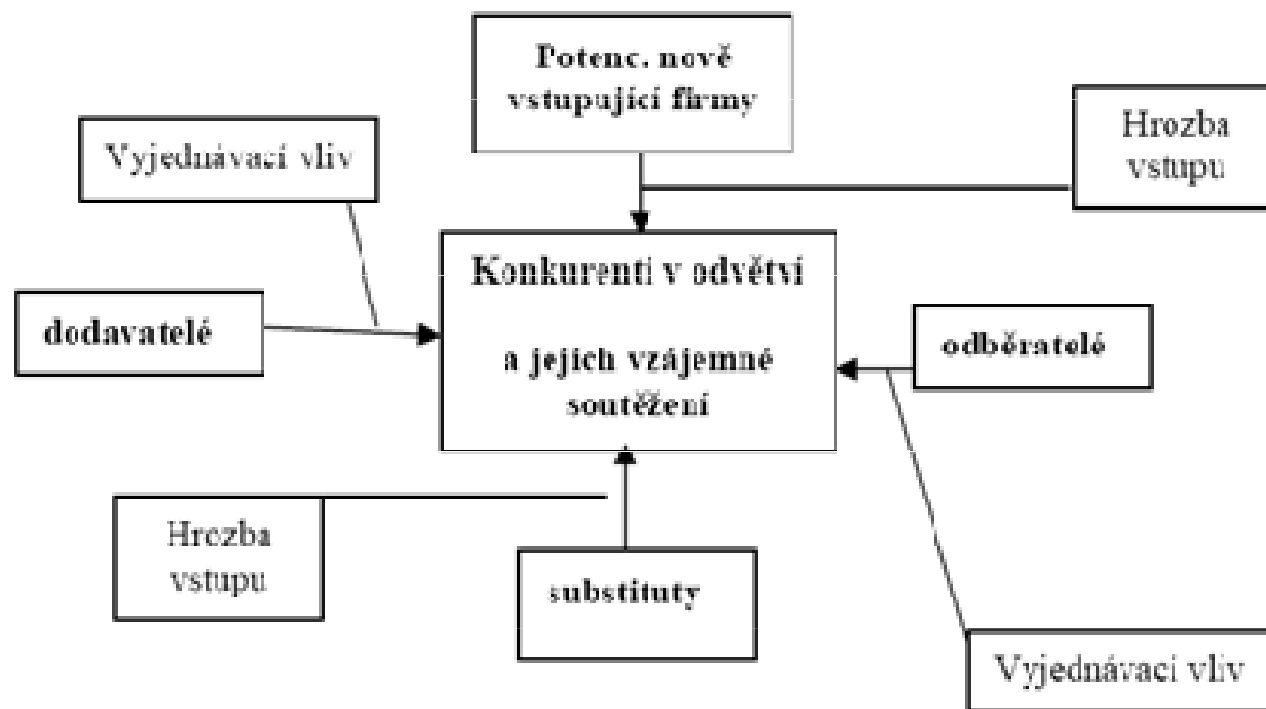 Potenc. nově
vstupující firmy
Hrozba
vstupu
Vyjednávací vliv
Konkurenti v odvětví
a jejich vzájemné
soutěžení
dodavatelé
odběratelé
Hrozba
vstupu
substituty
Vyjednávací vliv